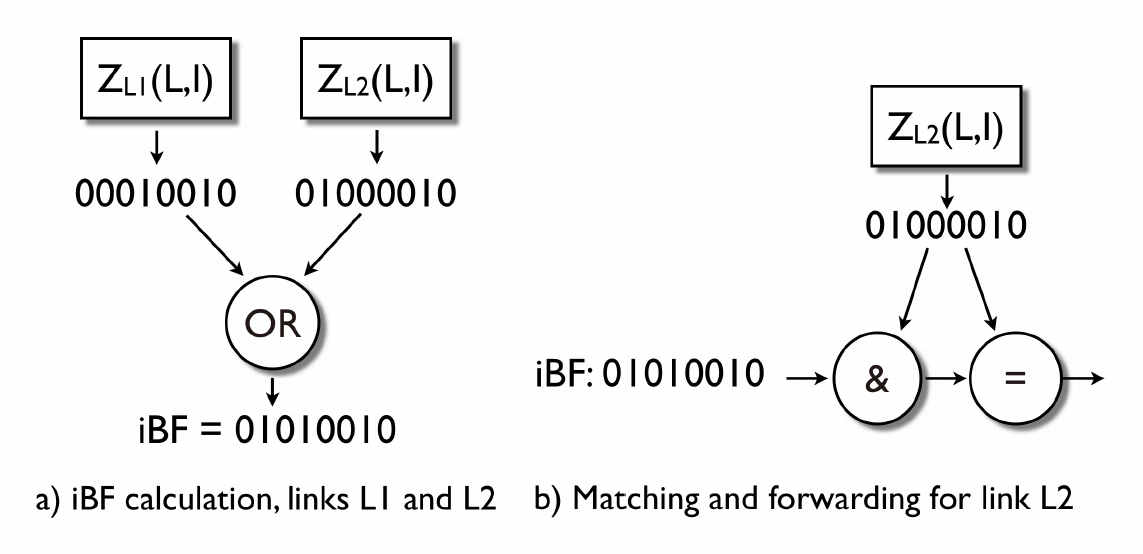 ZL1(L,I)
ZL2(L,I)
00010010
01000010
OR
iBF = 01010010
a) iBF calculation, links L1 and L2
ZL2(L,I)
01000010
iBF: 01010010
&
=
b) Matching and forwarding for link L2